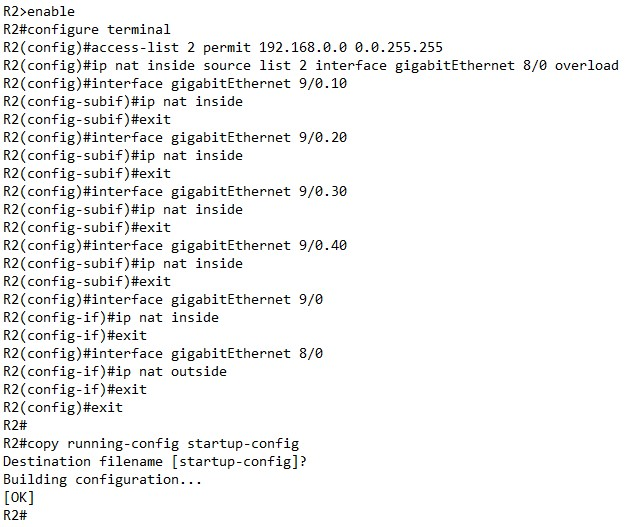 R2>enable
R2#configure terminal
R2(config)#access-list 2 permit 192.168.0.0 0.0.255.255
R2(config)#ip nat inside source list 2 interface gigabitEthernet 8/0 overload
R2(config)#interface gigabitEthernet 9/0.10
R2(config-subif)#ip nat inside
R2(config-subif)#exit
R2(config)#interface gigabitEthernet 9/0.20
R2(config-subif)#ip nat inside
R2(config-subif)#exit
R2(config)#interface gigabitEthernet 9/0.30
R2(config-subif)#ip nat inside
R2(config-subif)#exit
R2(config)#interface gigabitEthernet 9/0.40
R2(config-subif)#ip nat inside
R2(config-subif)#exit
R2(config)#interface gigabitEthernet 9/0
R2(config-if)#ip nat inside
R2(config-if)#exit
R2(config)#interface gigabitEthernet 8/0
R2(config-if)#ip nat outside
R2(config-if)#exit
R2(config)#exit
R2#
R2#copy running-config startup-config
Destination filename [startup-config]?
Building configuration...
[OK]
R2#